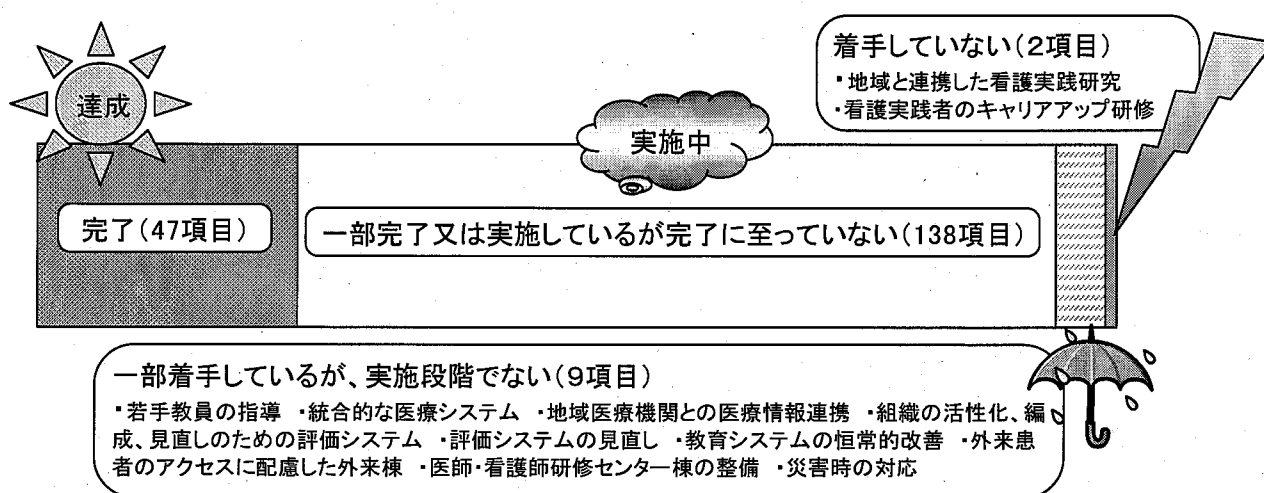 達成
着手していない(2項目)
・地域と連携した看護実践研究
・看護実践者のキャリアアップ研修
実施中
完了(47項目)
一部完了又は実施しているが完了に至っていない(138項目)
一部着手しているが、実施段階でない(9項目)
・若手教員の指導 ・統合的な医療システム ・地域医療機関との医療情報連携 ・組織の活性化、編
成、見直しのための評価システム ・評価システムの見直し ・教育システムの恒常的改善 ・外来患
者のアクセスに配慮した外来棟 ・医師・看護師研修センター棟の整備 ・災害時の対応